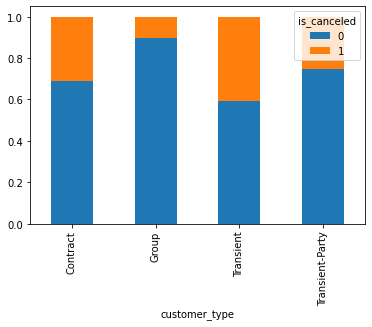 is_canceled
0
1
1.0
0.8
0.6
0.4
0.2
0.0
Contract
Group
Transient
Transient-Party
customer_type